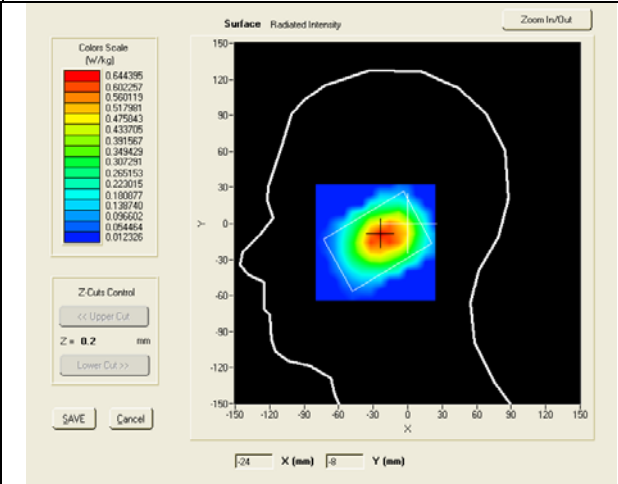 Surface Radiated Intensity
Zoom In/Out
Colors Scale
(W/kg)
0.644395
0.602257
0.560119
0.517981
0.475843
0.433705
0.391567
0.349429
0.307291
0.265153
0.223015
0.180877
0.138740
0.096602
0.054464
0.012326
Z-Cuts Control
<< Upper Cut
Z = 0.2 mm
Lower Cut >>
SAVE Cancel
150-
120-
90-
60-
30-
0-
-30-
-60-
-90-
-120-
-150-
Y
-150 -120 -90 -60 -30 0 30 60 90 120 150
X
-24 X (mm) -8 Y (mm)